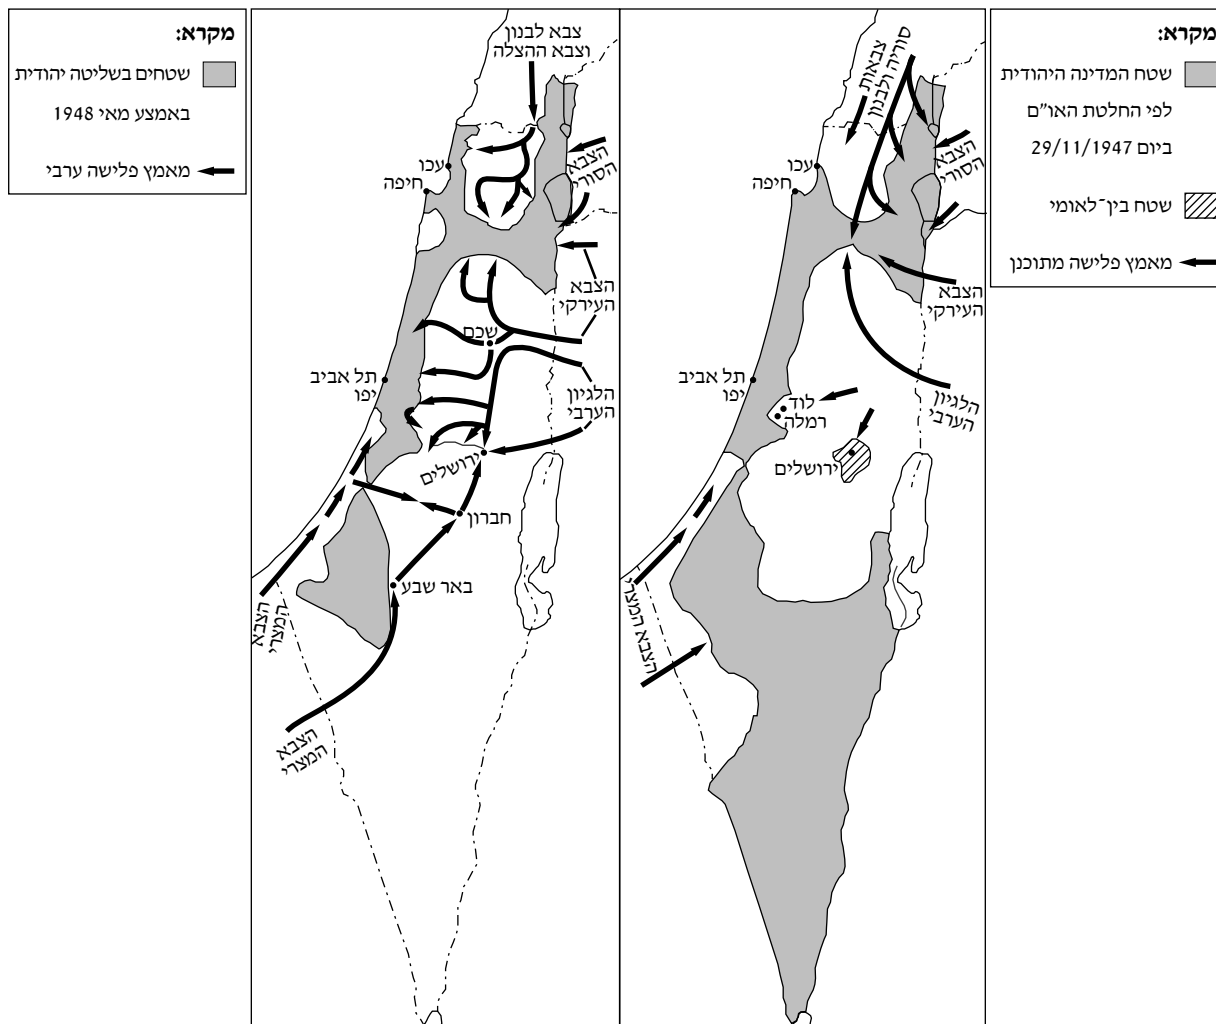 מקרא:
שטח המדינה היהודית
לפי החלטת האו"ם
ביום 29/11/1947
שטח בין־לאומי
מאמץ פלישה מתוכנן
צבאות
סוריה ולבנון
עכו
חיפה
הצבא
הסורי
הצבא
העירקי
תל אביב
יפו
לוד
רמלה
הלגיון
הערבי
ירושלים
הצבא המצרי
צבא לבנון
וצבא ההצלה
עכו
חיפה
הצבא
הסורי
הצבא
העירקי
שכם
תל אביב
יפו
הלגיון
הערבי
ירושלים
חברון
באר שבע
הצבא
המצרי
הצבא
המצרי
מקרא:
שטחים בשליטה יהודית
באמצע מאי 1948
מאמץ פלישה ערבי